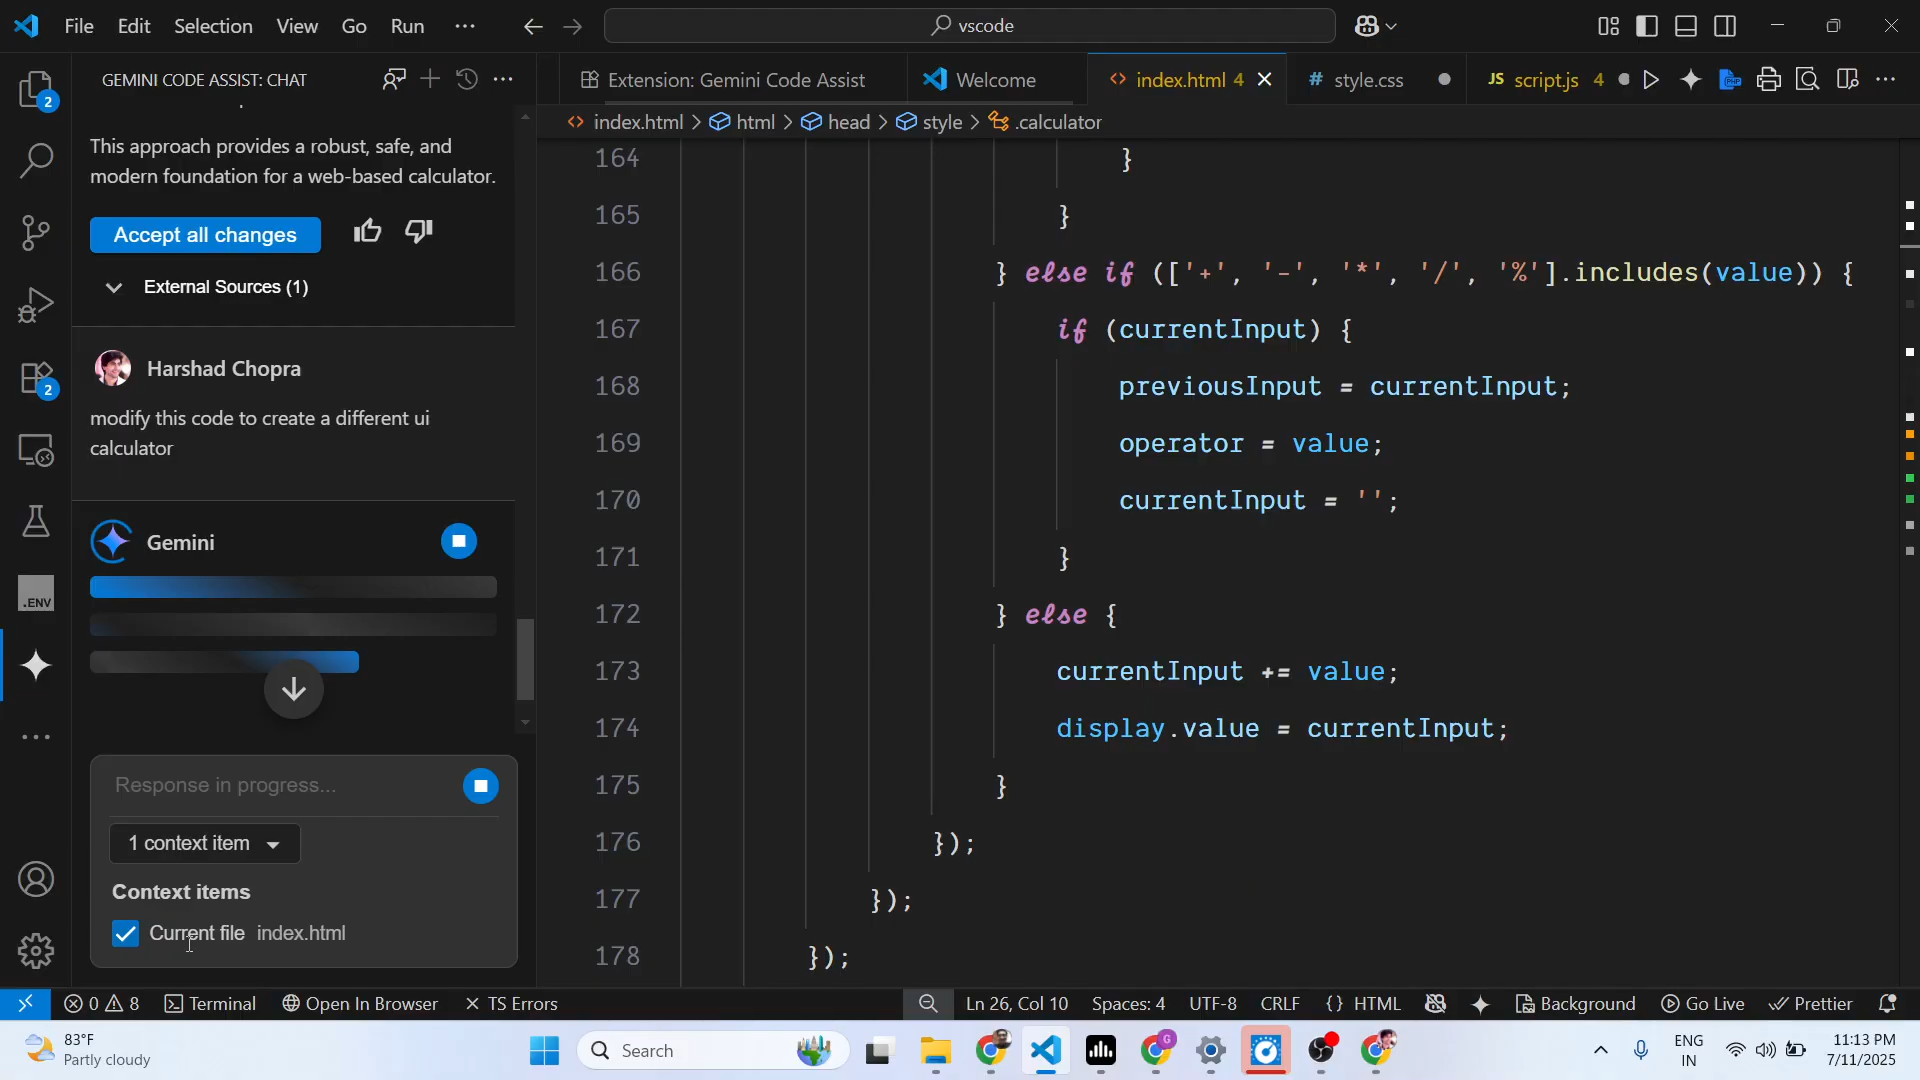 File Edit Selection View Go Run ··· vscode
GEMINI CODE ASSIST: CHAT
Extension: Gemini Code Assist Welcome <> index.html 4 # style.css JS script.js 4
<> index.html > html > head > style > .calculator
2
This approach provides a robust, safe, and
modern foundation for a web-based calculator.
Accept all changes
External Sources (1)
Harshad Chopra
modify this code to create a different ui
calculator
2
Gemini
.ENV
Response in progress...
1 context item
Context items
Current file index.html
164 }
165 }
166 } else if (['+', '-', '*', '/', '%'].includes(value)) {
167 if (currentInput) {
168 previousInput = currentInput;
169 operator = value;
170 currentInput = '';
171 }
172 } else {
173 currentInput += value;
174 display.value = currentInput;
175 }
176 });
177 });
178 });
0 8 Terminal Open In Browser × TS Errors Ln 26, Col 10 Spaces: 4 UTF-8 CRLF {} HTML Background Go Live Prettier
83°F
Partly cloudy
Search
G
ENG
IN
11:13 PM
7/11/2025